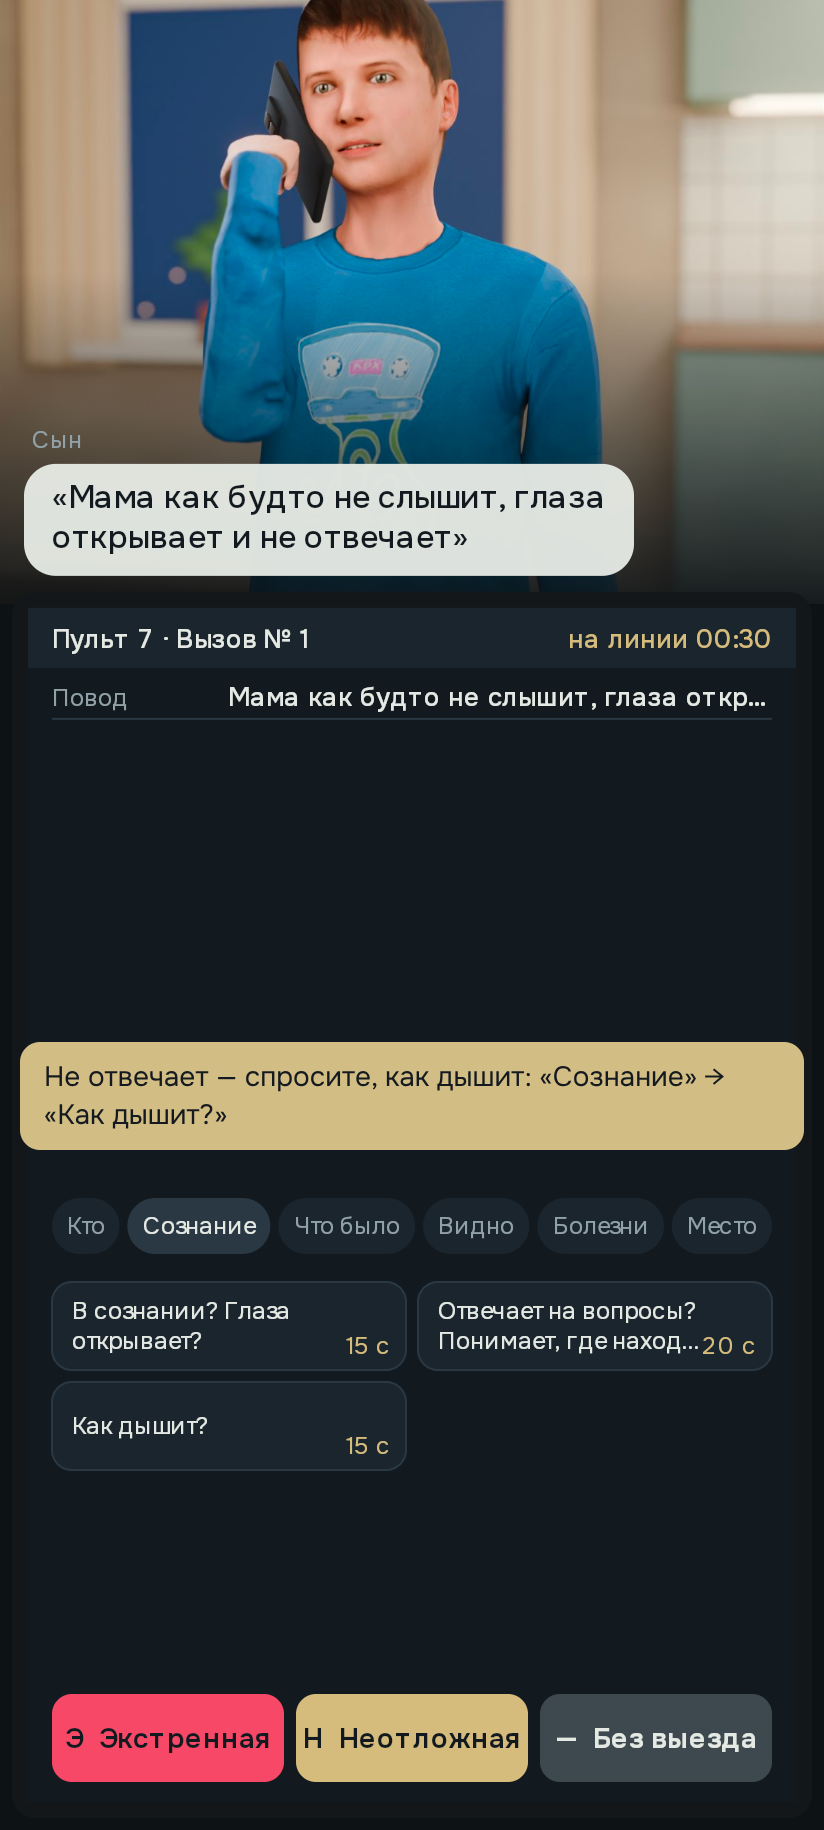 КРХ
Сын
«Мама как будто не слышит, глаза
открывает и не отвечает»
Пульт 7 · Вызов № 1
на линии 00:30
Повод
Мама как будто не слышит, глаза откр...
Не отвечает — спросите, как дышит: «Сознание» →
«Как дышит?»
Кто
Сознание
Что было
Видно
Болезни
Место
В сознании? Глаза
открывает?
15 с
Отвечает на вопросы?
Понимает, где наход...
20 с
Как дышит?
15 с
Э Экстренная
Н Неотложная
— Без выезда